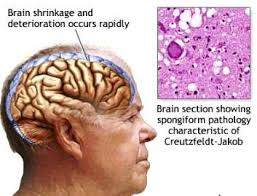 Brain shrinkage and
deterioration occurs rapidly
Brain section showing
spongiform pathology
characteristic of
Creutzfeldt-Jakob